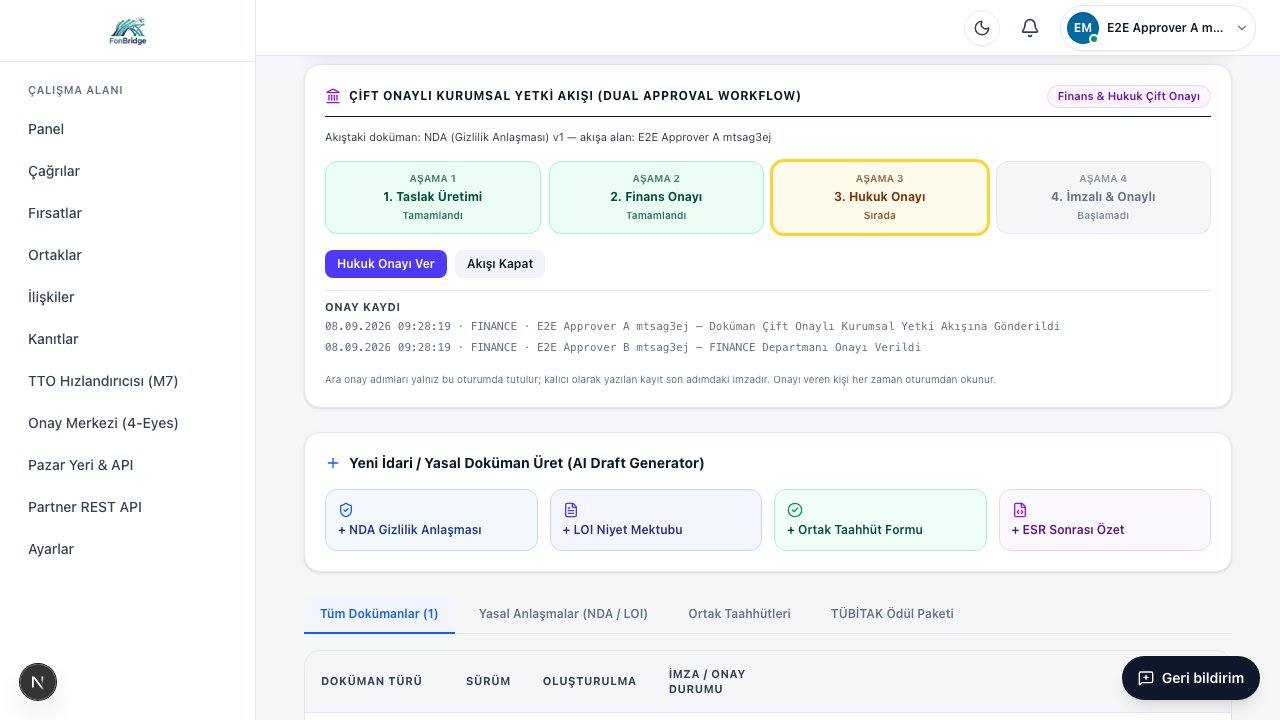 FonBridge
EM
E2E Approver A m...
ÇALIŞMA ALANI
Panel
Çağrılar
Fırsatlar
Ortaklar
İlişkiler
Kanıtlar
TTO Hızlandırıcısı (M7)
Onay Merkezi (4-Eyes)
Pazar Yeri & API
Partner REST API
Ayarlar
N
ÇİFT ONAYLI KURUMSAL YETKİ AKIŞI (DUAL APPROVAL WORKFLOW)
Finans & Hukuk Çift Onayı
Akıştaki doküman: NDA (Gizlilik Anlaşması) v1 — akışa alan: E2E Approver A mtsag3ej
AŞAMA 1
1. Taslak Üretimi
Tamamlandı
AŞAMA 2
2. Finans Onayı
Tamamlandı
AŞAMA 3
3. Hukuk Onayı
Sırada
AŞAMA 4
4. İmzalı & Onaylı
Başlamadı
Hukuk Onayı Ver
Akışı Kapat
ONAY KAYDI
08.09.2026 09:28:19 · FINANCE · E2E Approver A mtsag3ej — Doküman Çift Onaylı Kurumsal Yetki Akışına Gönderildi
08.09.2026 09:28:19 · FINANCE · E2E Approver B mtsag3ej — FINANCE Departmanı Onayı Verildi
Ara onay adımları yalnız bu oturumda tutulur; kalıcı olarak yazılan kayıt son adımdaki imzadır. Onayı veren kişi her zaman oturumdan okunur.
Yeni İdari / Yasal Doküman Üret (AI Draft Generator)
+ NDA Gizlilik Anlaşması
+ LOI Niyet Mektubu
+ Ortak Taahhüt Formu
+ ESR Sonrası Özet
Tüm Dokümanlar (1)
Yasal Anlaşmalar (NDA / LOI)
Ortak Taahhütleri
TÜBİTAK Ödül Paketi
DOKÜMAN TÜRÜ
SÜRÜM
OLUŞTURULMA
İMZA / ONAY
DURUMU
Geri bildirim